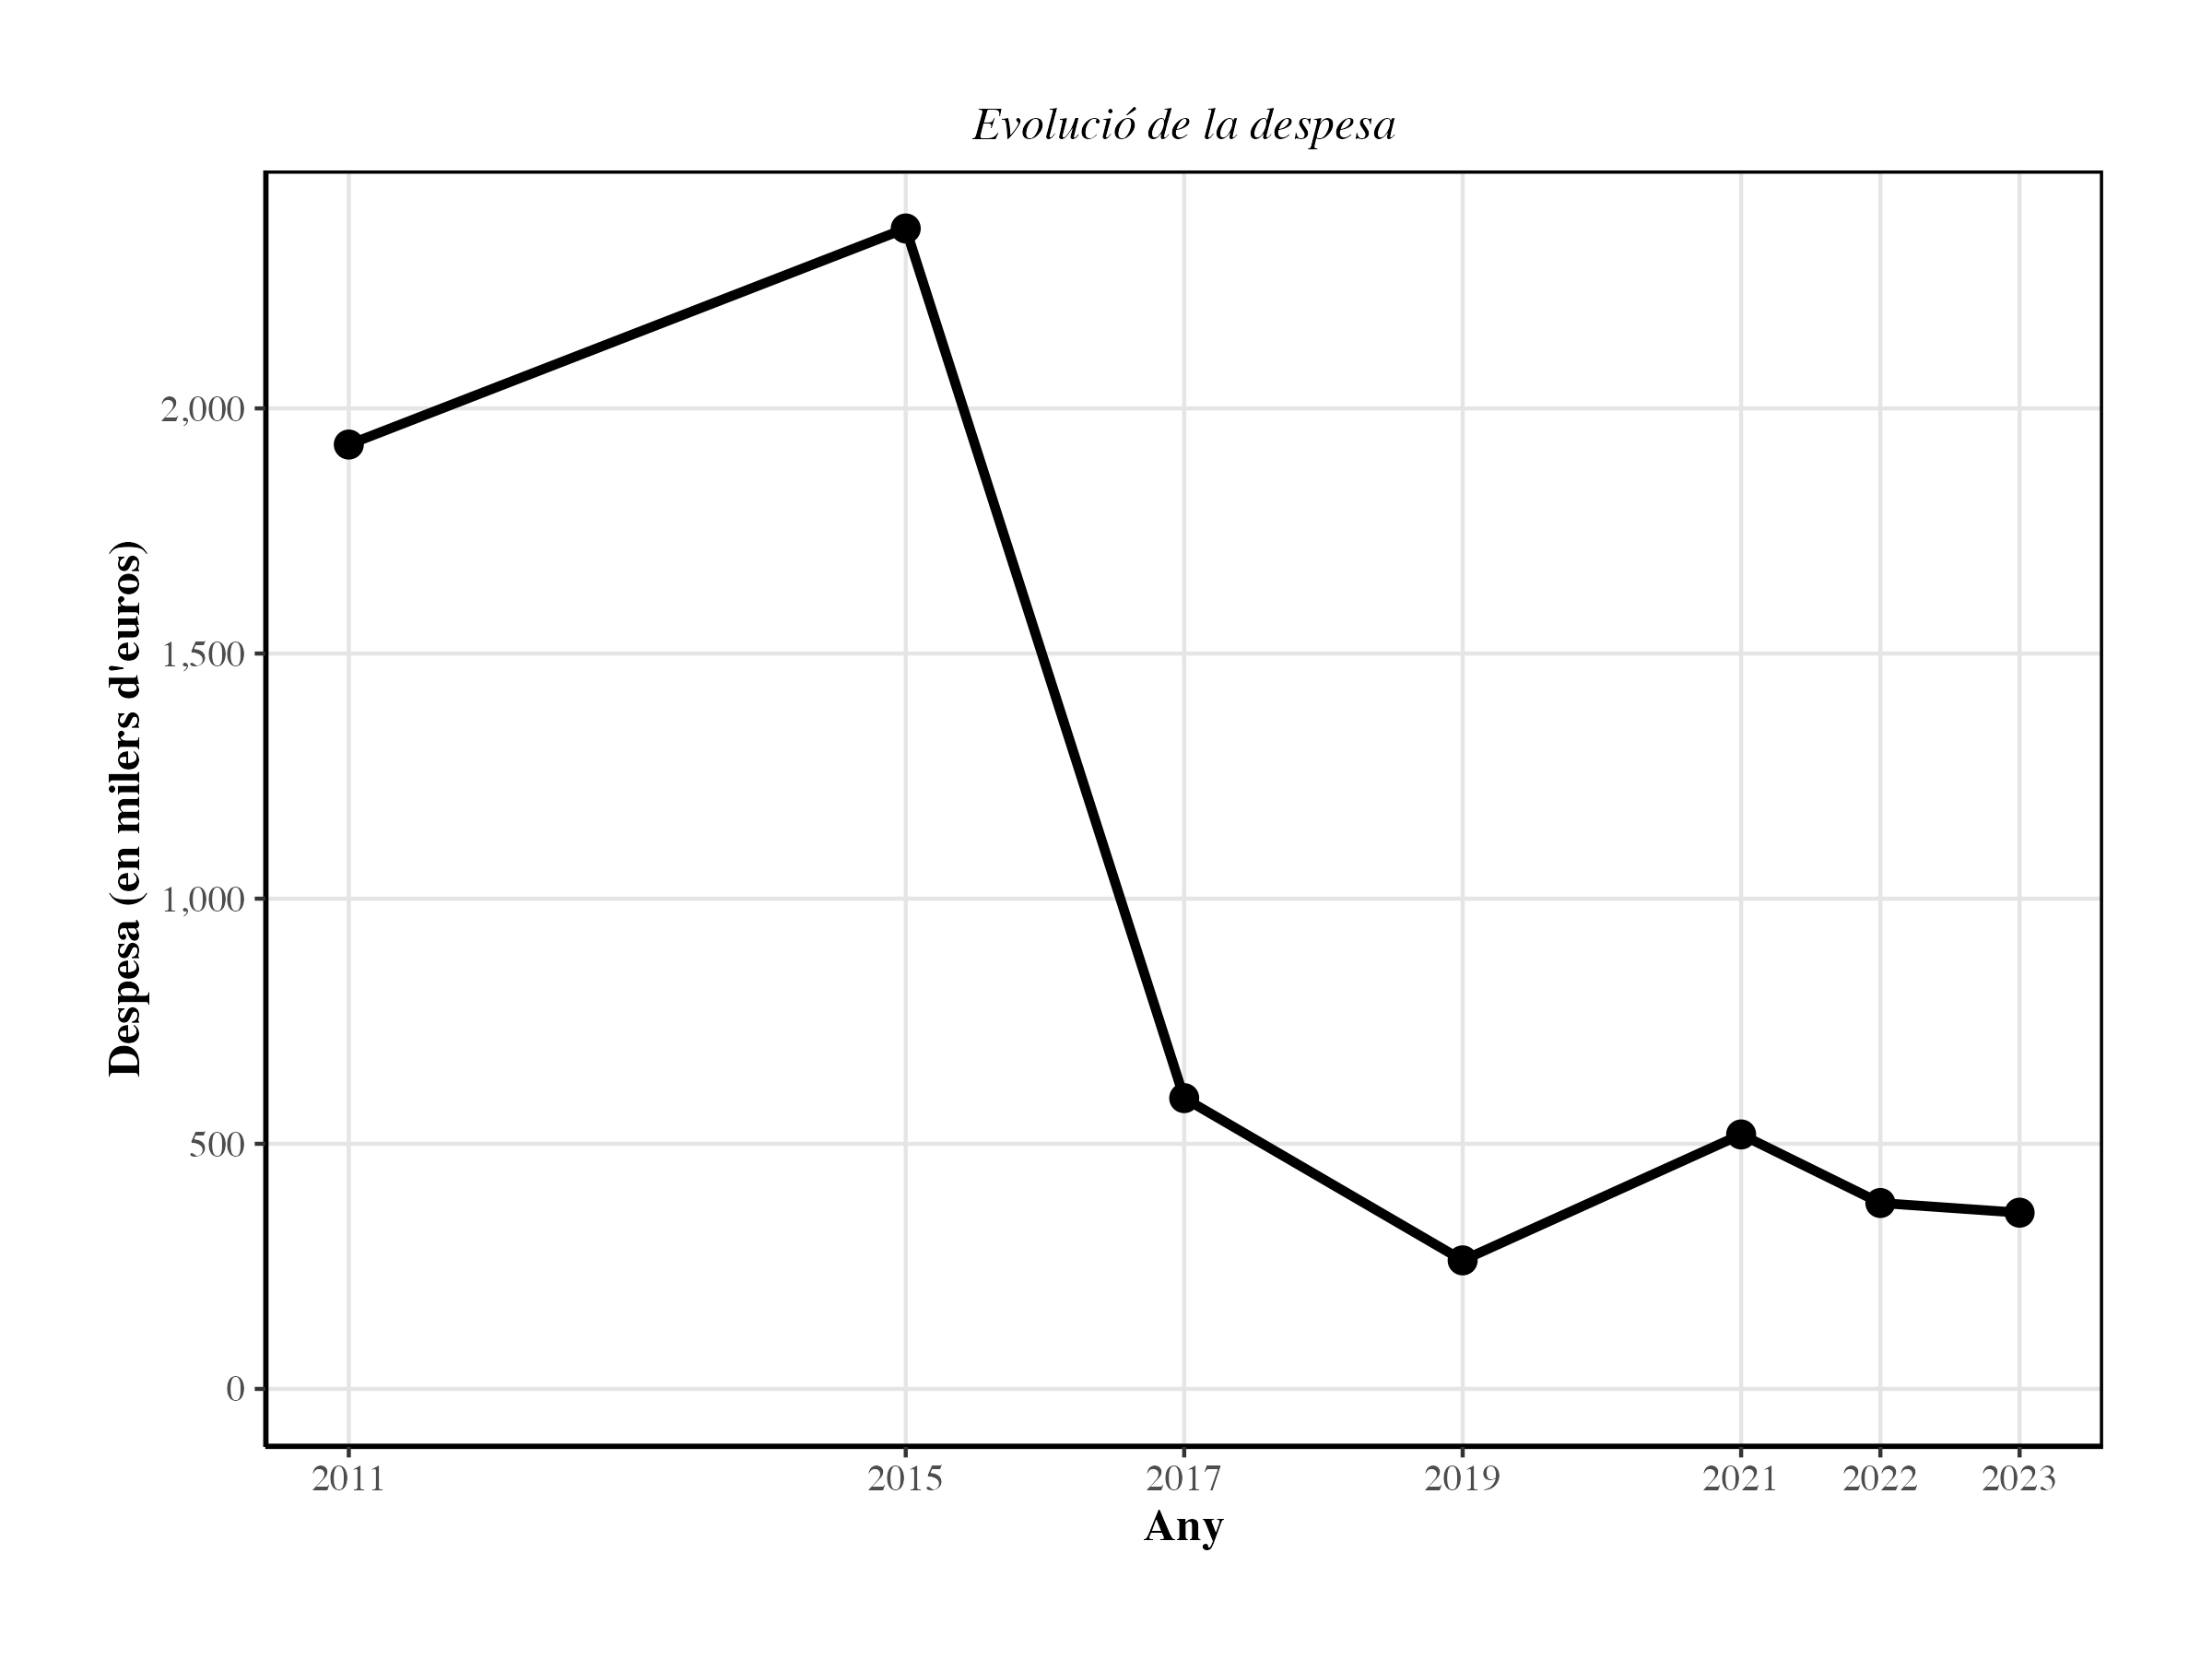 Evolució de la despesa
Despesa (en milers d'euros)
2,000
1,500
1,000
500
0
2011 2015 2017 2019 2021 2022 2023
Any